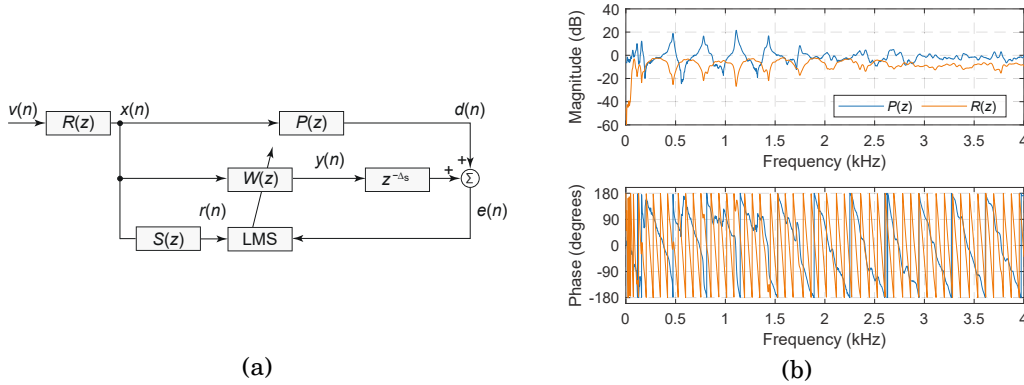 v(n)
R(z)
x(n)
P(z)
d(n)
y(n)
W(z)
z^{-Δs}
+
+
Σ
r(n)
e(n)
S(z)
LMS
(a)
Magnitude (dB)
40
20
0
-20
-40
-60
P(z) R(z)
0 0.5 1 1.5 2 2.5 3 3.5 4
Frequency (kHz)
Phase (degrees)
180
90
0
-90
-180
0 0.5 1 1.5 2 2.5 3 3.5 4
Frequency (kHz)
(b)